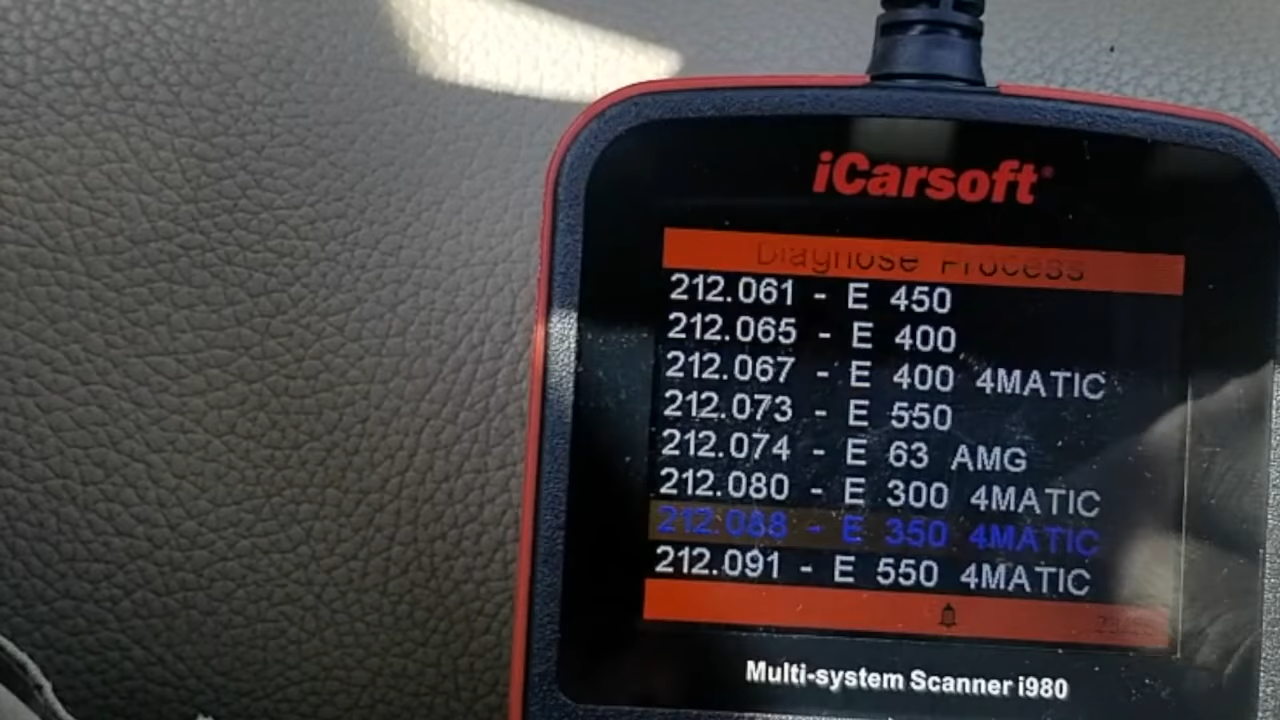 iCarsoft®
Diagnose Process
212.061 - E 450
212.065 - E 400
212.067 - E 400 4MATIC
212.073 - E 550
212.074 - E 63 AMG
212.080 - E 300 4MATIC
212.088 - E 350 4MATIC
212.091 - E 550 4MATIC
Multi-system Scanner i980